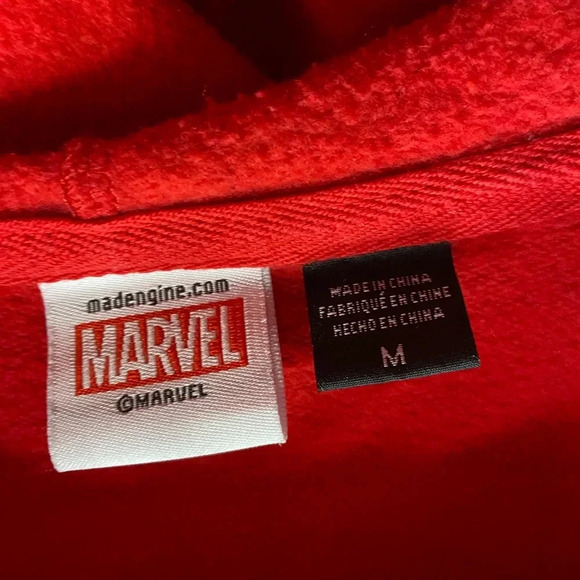 madengine.com
MARVEL
©MARVEL
MADE IN CHINA
FABRIQUÉ EN CHINE
HECHO EN CHINA
M